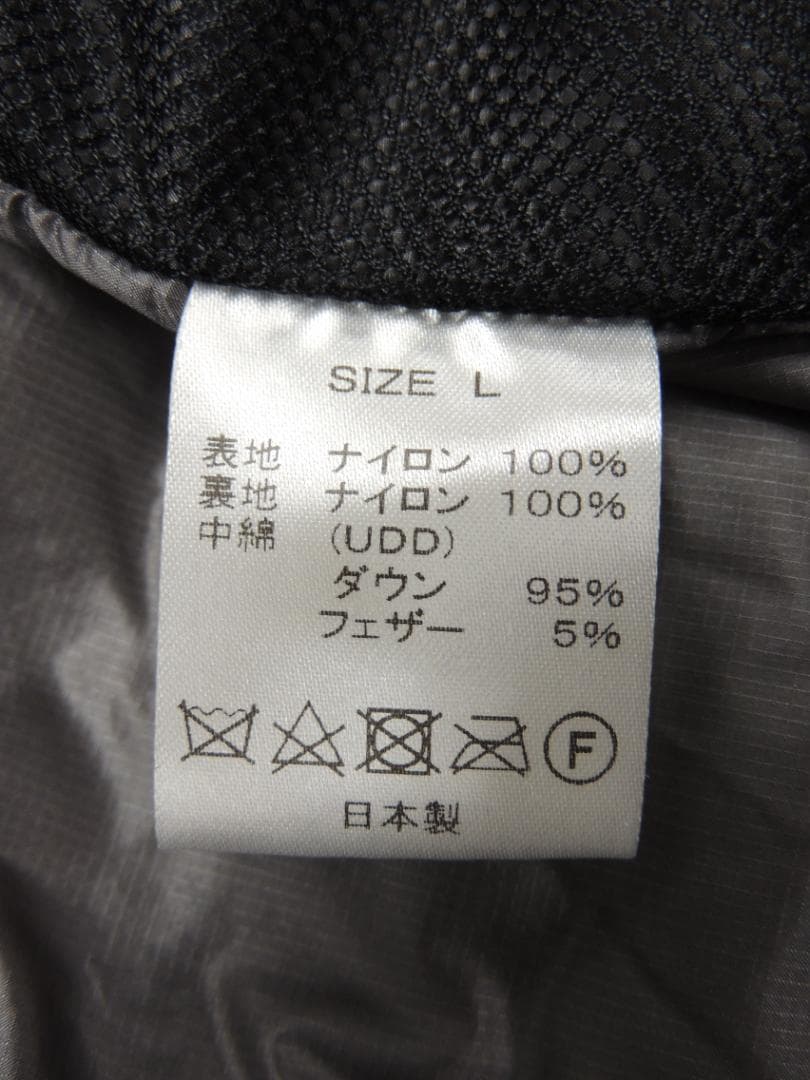 SIZE L
表地 ナイロン 100%
裏地 ナイロン 100%
中綿 (UDD)
ダウン 95%
フェザー 5%
F
日本製